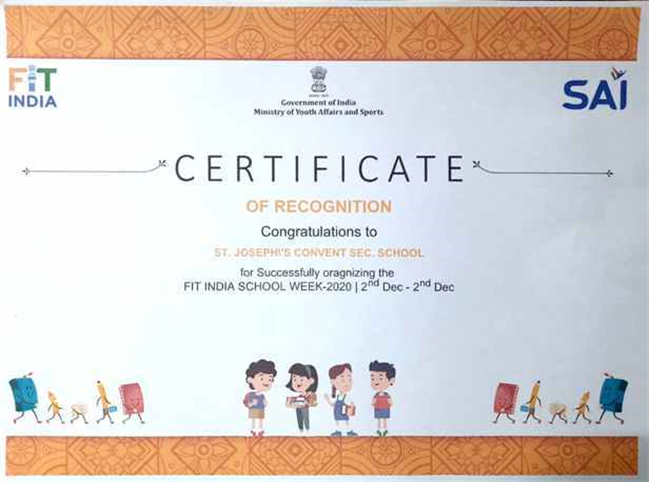 FiT
INDIA
Government of India
Ministry of Youth Affairs and Sports
SAI
CERTIFICATE
OF RECOGNITION
Congratulations to
ST. JOSEPHI'S CONVENT SEC. SCHOOL
for Successfully oragnizing the
FIT INDIA SCHOOL WEEK-2020 | 2nd Dec - 2nd Dec